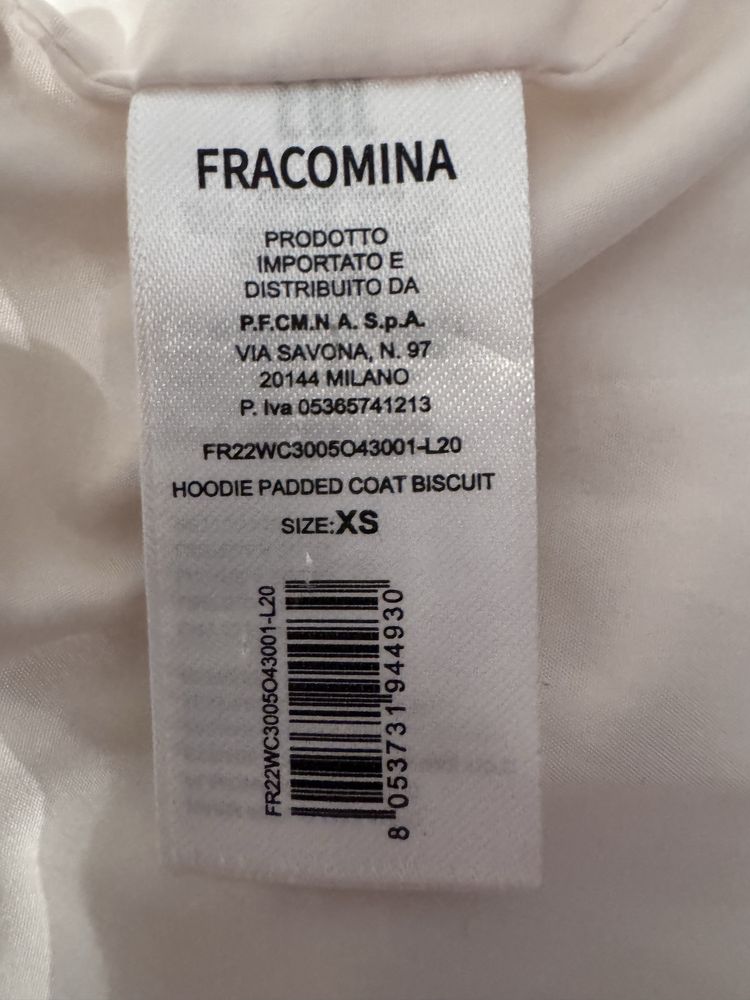 FRACOMINA
PRODOTTO
IMPORTATO E
DISTRIBUITO DA
P.F.CM.N A. S.p.A.
VIA SAVONA, N. 97
20144 MILANO
P. Iva 05365741213
FR22WC3005O43001-L20
HOODIE PADDED COAT BISCUIT
SIZE:XS
FR22WC3005O43001-L20
8 053731 944930